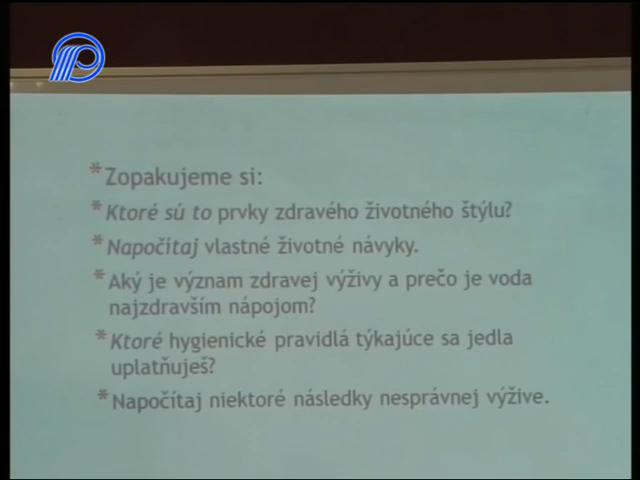 *Zopakujeme si:
*Ktoré sú to prvky zdravého životného štýlu?
*Napočítaj vlastné životné návyky.
*Aký je význam zdravej výživy a prečo je voda
najzdravším nápojom?
*Ktoré hygienické pravidlá týkajúce sa jedla
uplatňuješ?
*Napočítaj niektoré následky nesprávnej výžive.